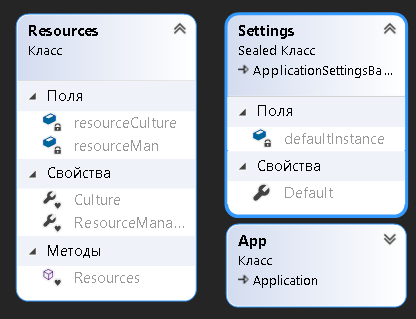 Resources
Класс
Поля
resourceCulture
resourceMan
Свойства
Culture
ResourceMana...
Методы
Resources
Settings
Sealed Класс
ApplicationSettingsBa...
Поля
defaultInstance
Свойства
Default
App
Класс
Application